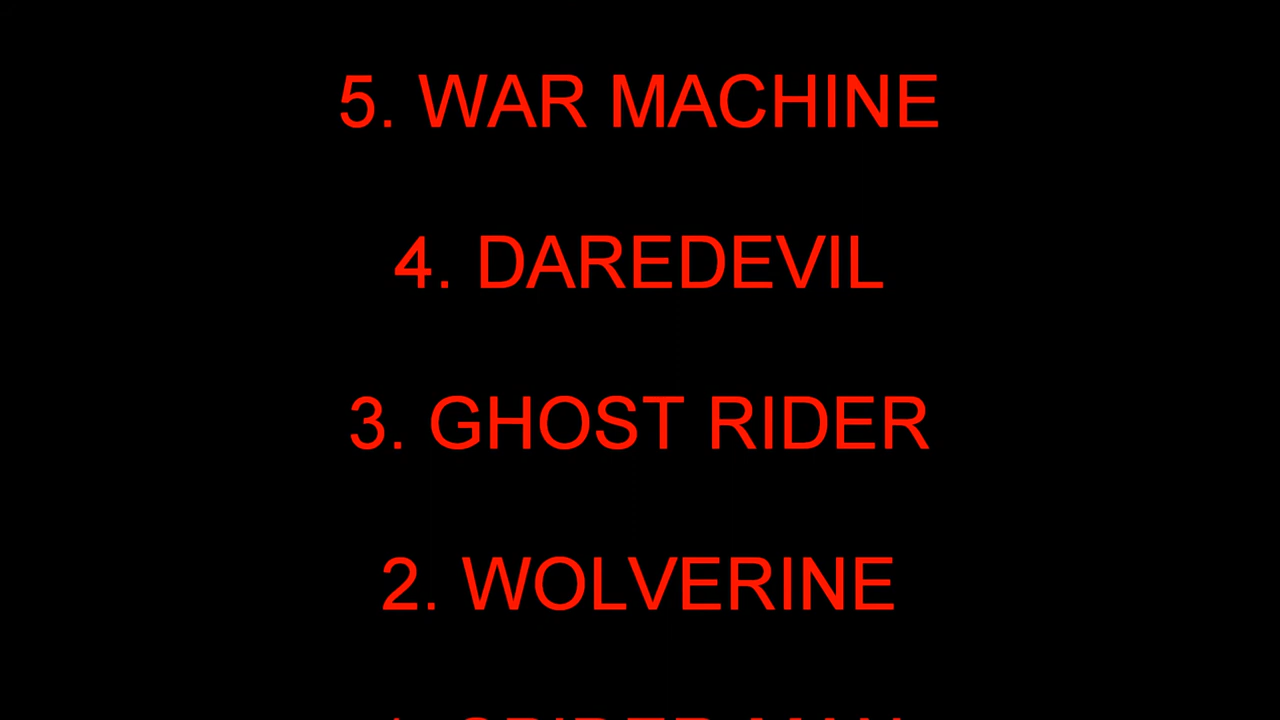 5. WAR MACHINE
4. DAREDEVIL
3. GHOST RIDER
2. WOLVERINE